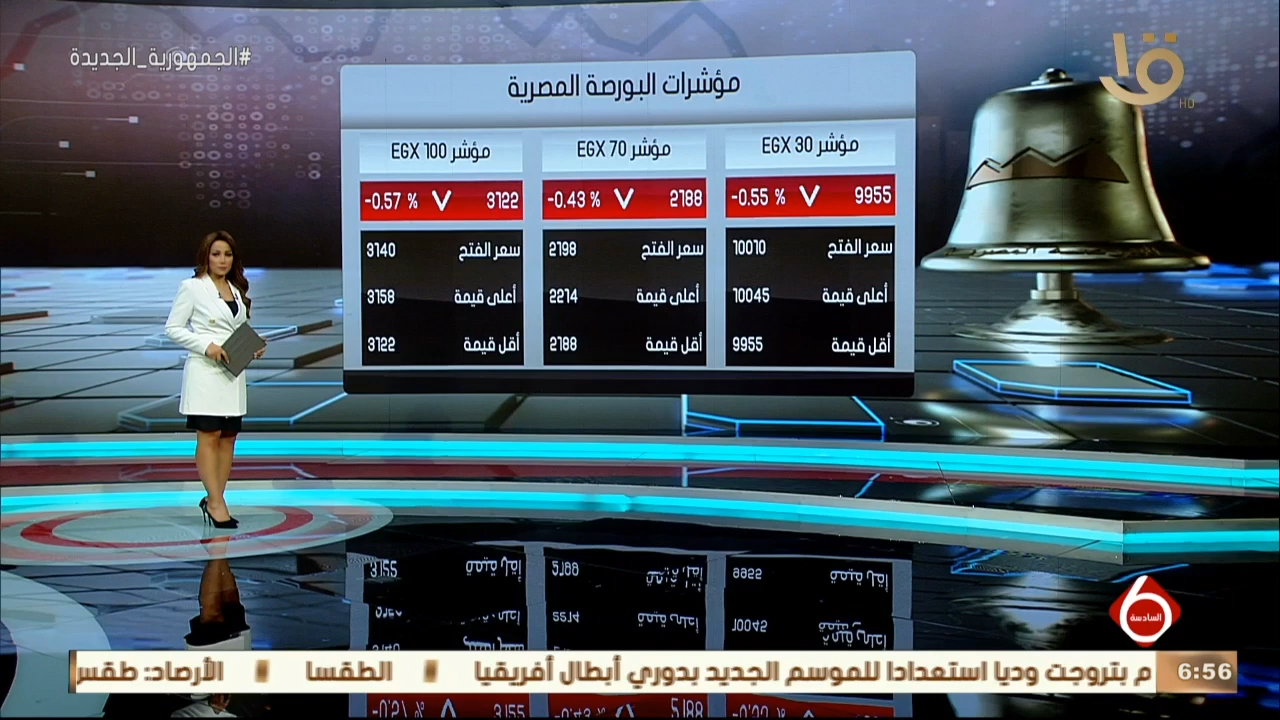 #الجمهورية_الجديدة
HD
مؤشرات البورصة المصرية
مؤشر EGX 30
9955 -0.55 %
سعر الفتح 10010
أعلى قيمة 10045
أقل قيمة 9955
مؤشر EGX 70
2188 -0.43 %
سعر الفتح 2198
أعلى قيمة 2214
أقل قيمة 2188
مؤشر EGX 100
3122 -0.57 %
سعر الفتح 3140
أعلى قيمة 3158
أقل قيمة 3122
6
السادسة
6:56
م بتروجت وديا استعدادا للموسم الجديد بدوري أبطال أفريقيا الطقسا الأرصاد: طقس